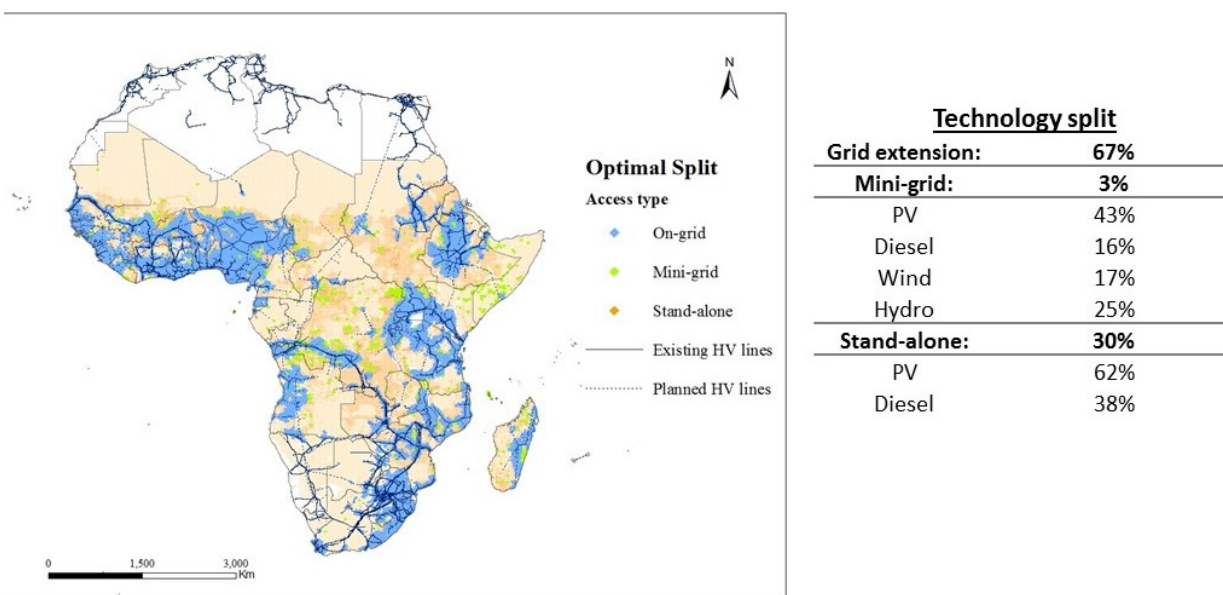 N
Optimal Split
Access type
On-grid
Mini-grid
Stand-alone
Existing HV lines
Planned HV lines
0 1,500 3,000
Km
Technology split
Grid extension: 67%
Mini-grid: 3%
PV 43%
Diesel 16%
Wind 17%
Hydro 25%
Stand-alone: 30%
PV 62%
Diesel 38%